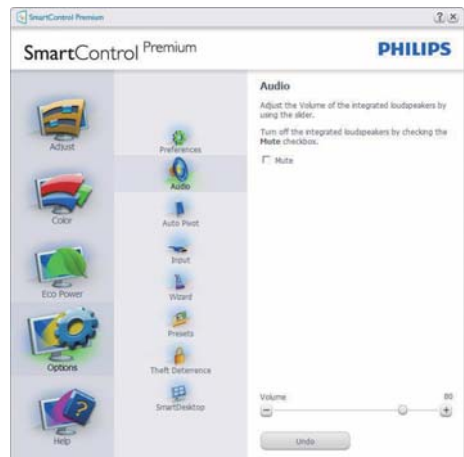 SmartControl Premium
SmartControl Premium
PHILIPS
Adjust
Color
Eco Power
Options
Help
Preferences
Audio
Auto Pivot
Input
Wizard
Presets
Theft Deterrence
SmartDesktop
Audio
Adjust the Volume of the integrated loudspeakers by
using the slider.
Turn off the integrated loudspeakers by checking the
Mute checkbox.
Mute
Volume 80
Undo